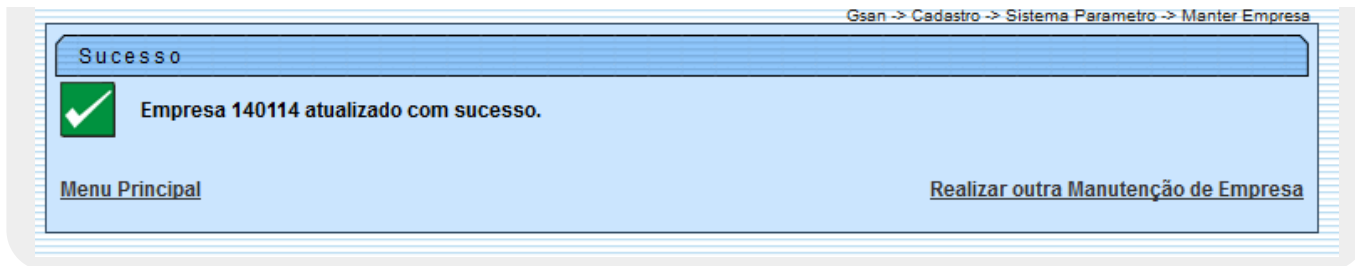 Gsan -> Cadastro -> Sistema Parametro -> Manter Empresa
Sucesso
Empresa 140114 atualizado com sucesso.
Menu Principal Realizar outra Manutenção de Empresa